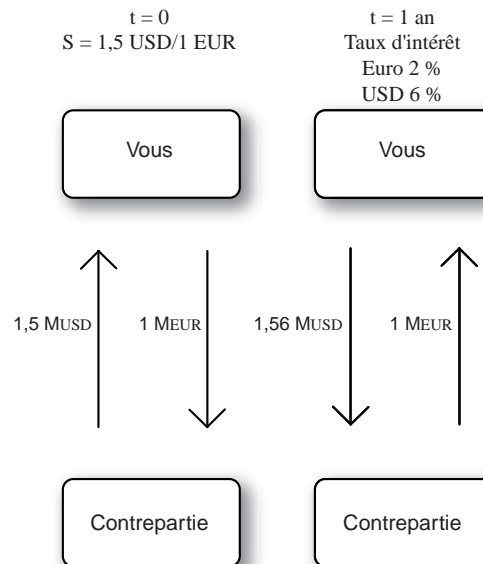 t = 0
S = 1,5 USD/1 EUR
t = 1 an
Taux d'intérêt
Euro 2 %
USD 6 %
Vous
Vous
1,5 MUSD
1 MEUR
1,56 MUSD
1 MEUR
Contrepartie
Contrepartie